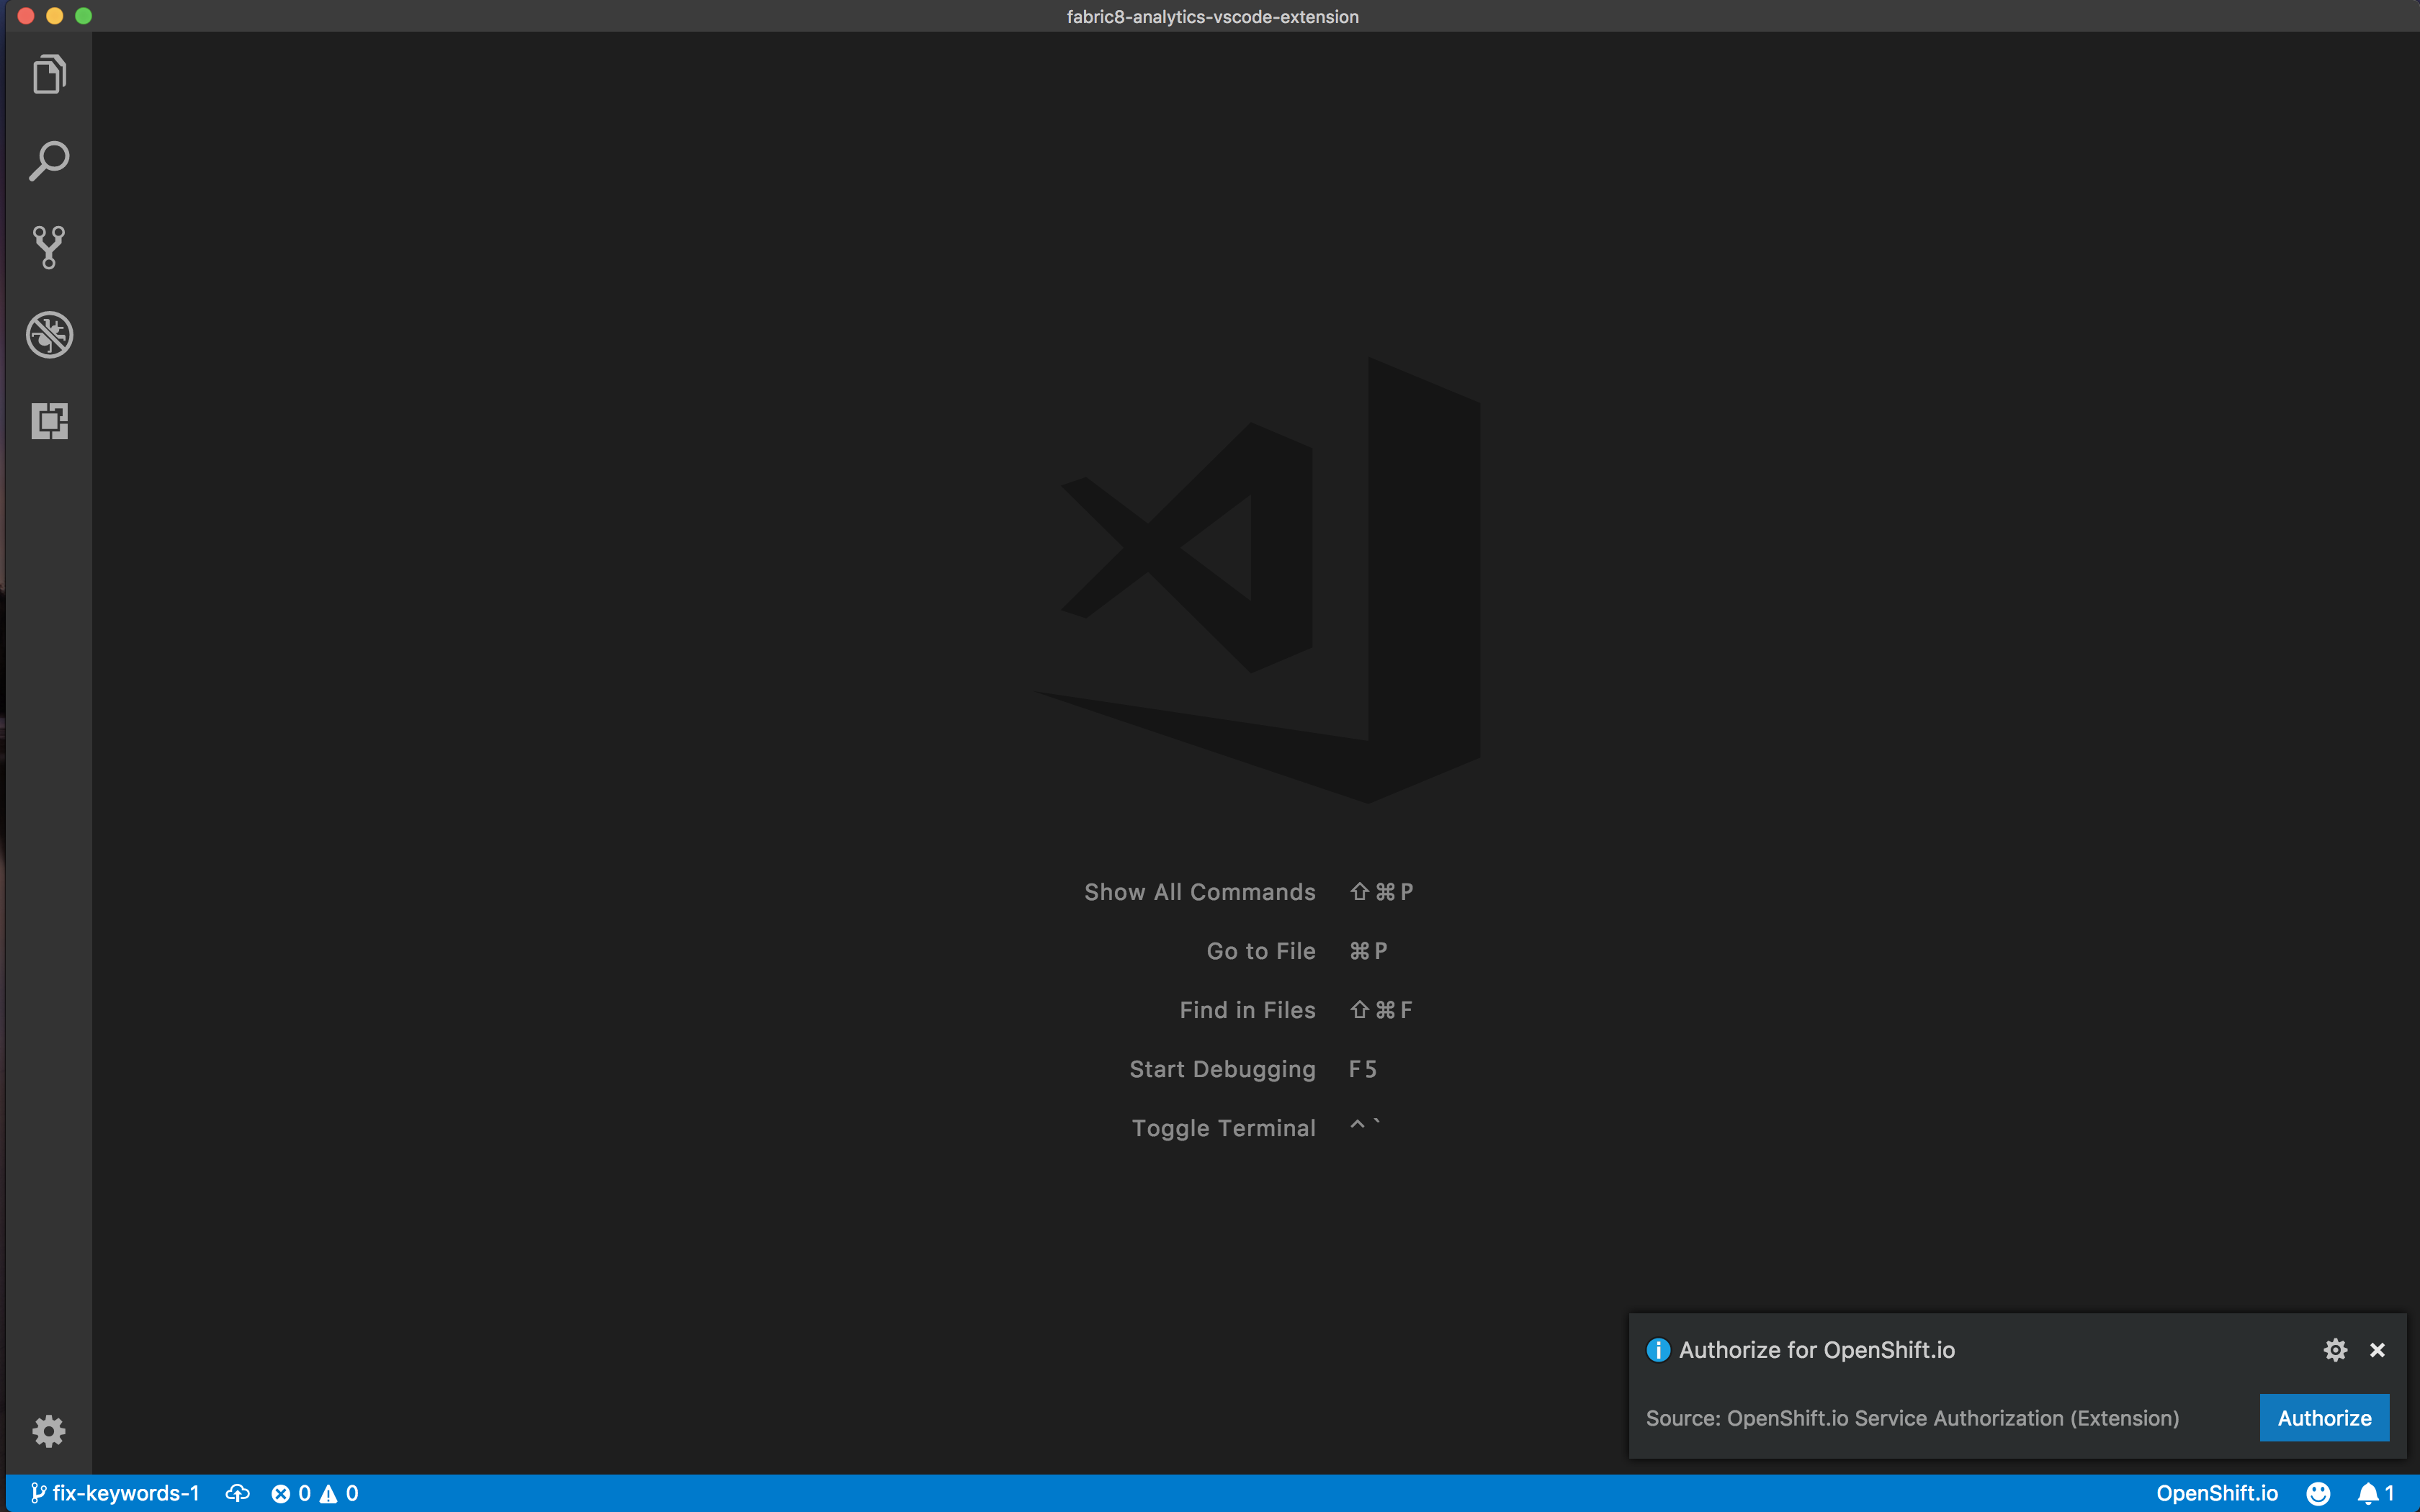 fabric8-analytics-vscode-extension
Show All Commands ⇧⌘P
Go to File ⌘P
Find in Files ⇧⌘F
Start Debugging F5
Toggle Terminal ^`
Authorize for OpenShift.io
Source: OpenShift.io Service Authorization (Extension)
Authorize
fix-keywords-1 0 0 OpenShift.io 1